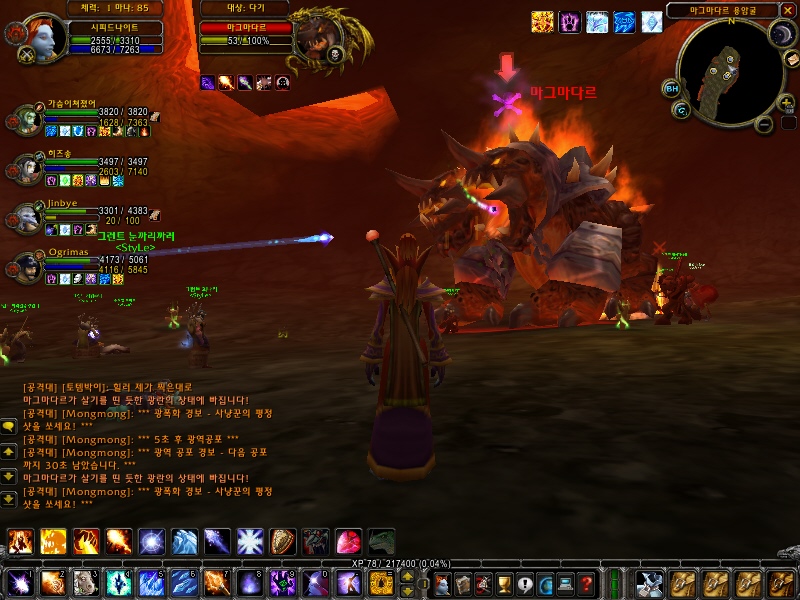 체력: 1 마나: 85
대상: 다기
마그마다르 용암굴
N
시피드나이트
2555 / 3310
6673 / 7263
마그마다르
53 / 100%
BH
마그마다르
가슴이쳐졌어
3820 / 3820
1628 / 7363
히즈송
3497 / 3497
2603 / 7140
Jinbye
3301 / 4383
20 / 100
그런트 눈까리까러
<StyLe>
Ogrimas
4173 / 5061
4116 / 5845
[공격대] [토템박이]: 힐러 제가 찍은대로
마그마다르가 살기를 띤 듯한 광란의 상태에 빠집니다!
[공격대] [Mongmong]: *** 광폭화 경보 - 사냥꾼의 평정
샷을 쏘세요! ***
[공격대] [Mongmong]: *** 5초 후 광역공포 ***
[공격대] [Mongmong]: *** 광역 공포 경보 - 다음 공포
까지 30초 남았습니다. ***
마그마다르가 살기를 띤 듯한 광란의 상태에 빠집니다!
[공격대] [Mongmong]: *** 광폭화 경보 - 사냥꾼의 평정
샷을 쏘세요! ***
XP 78 / 217400 (0.04%)